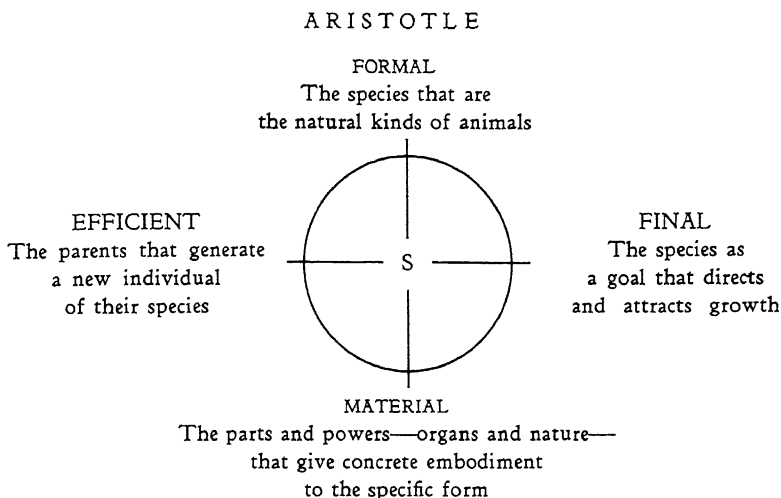 ARISTOTLE
FORMAL
The species that are
the natural kinds of animals
EFFICIENT
The parents that generate
a new individual
of their species
S
FINAL
The species as
a goal that directs
and attracts growth
MATERIAL
The parts and powers—organs and nature—
that give concrete embodiment
to the specific form